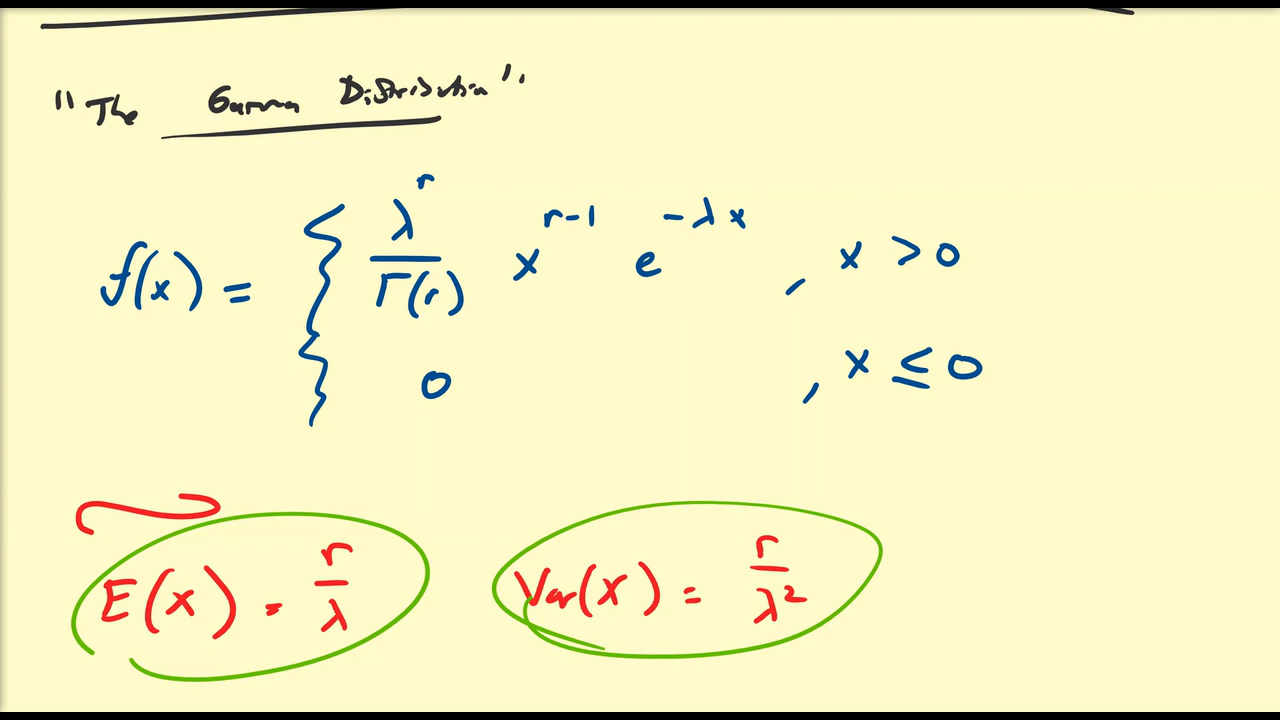 "The Gamma Distribution".
f(x) = { λ^r / Γ(r) x^(r-1) e^(-λx) , x > 0
0 , x ≤ 0
E(X) = r/λ Var(X) = r/λ²